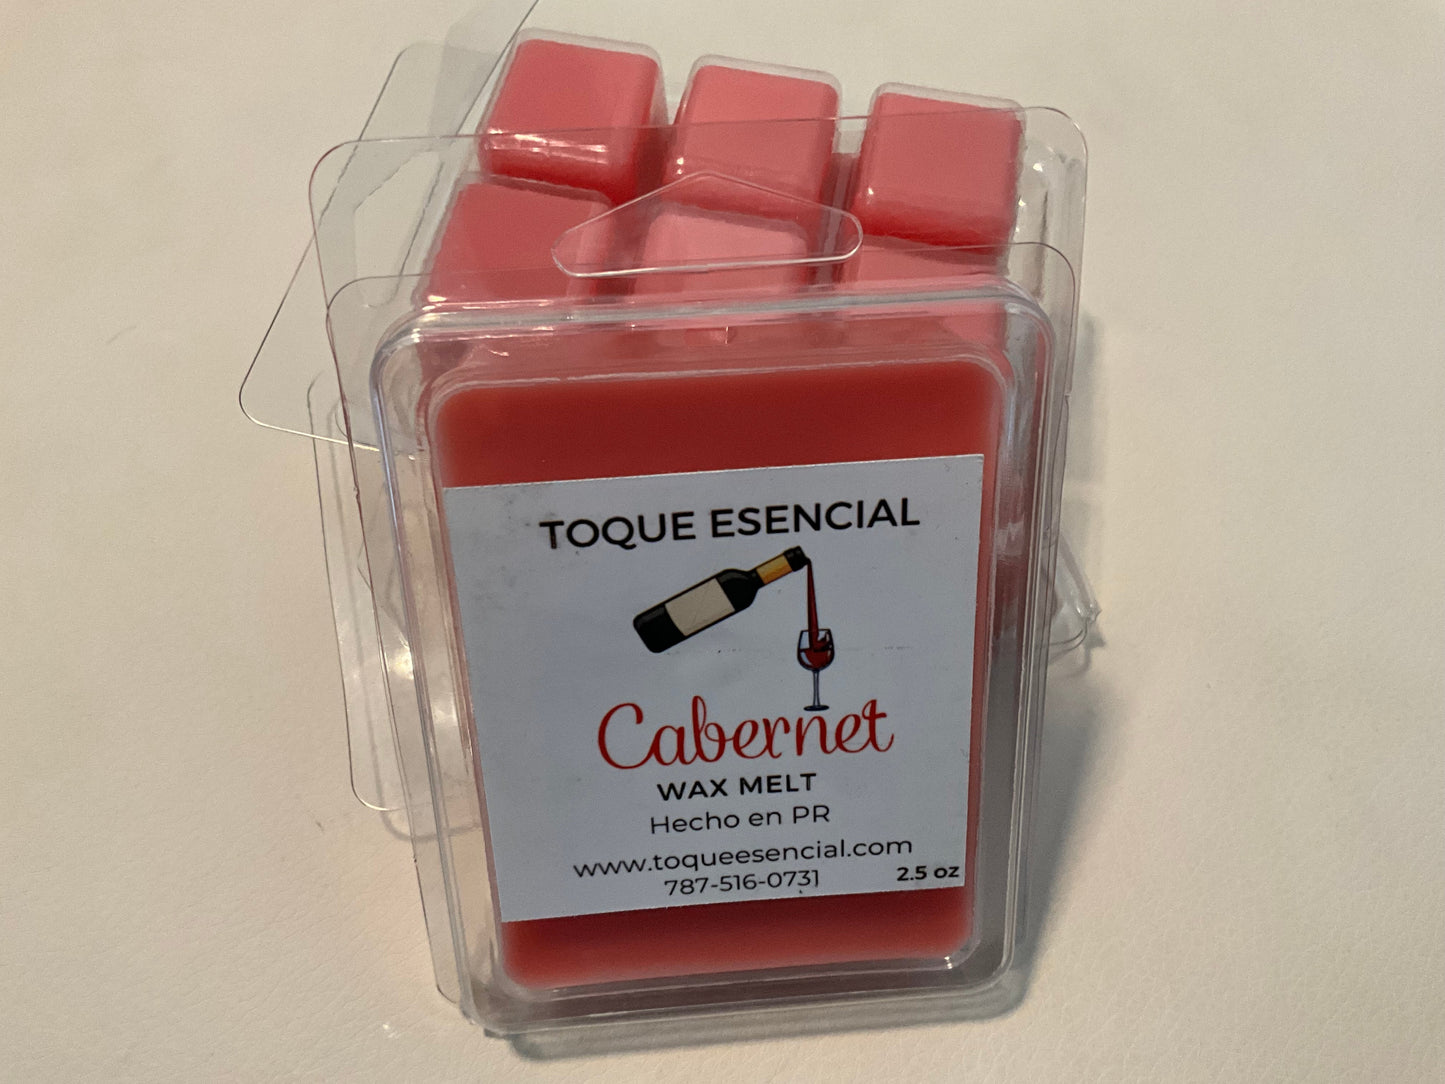 TOQUE ESENCIAL
Cabernet
WAX MELT
Hecho en PR
www.toqueesencial.com
787-516-0731
2.5 oz